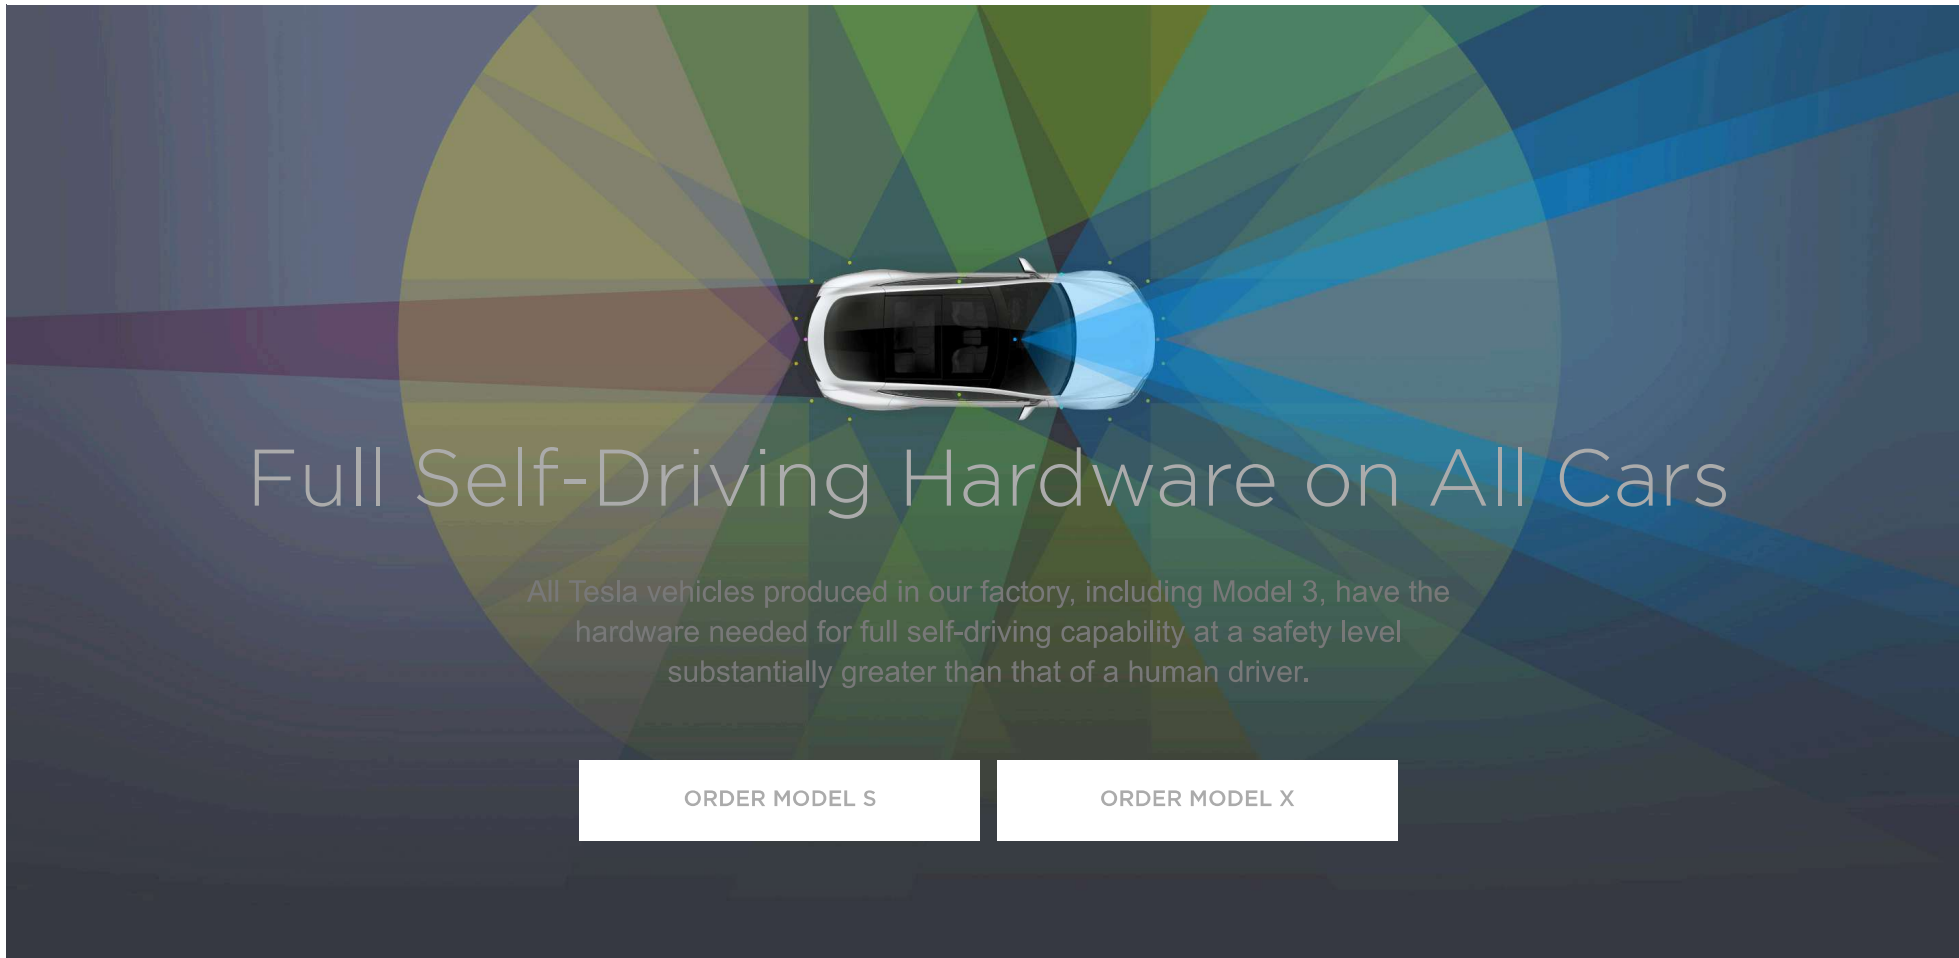 Full Self-Driving Hardware on All Cars
All Tesla vehicles produced in our factory, including Model 3, have the
hardware needed for full self-driving capability at a safety level
substantially greater than that of a human driver.
ORDER MODEL S
ORDER MODEL X